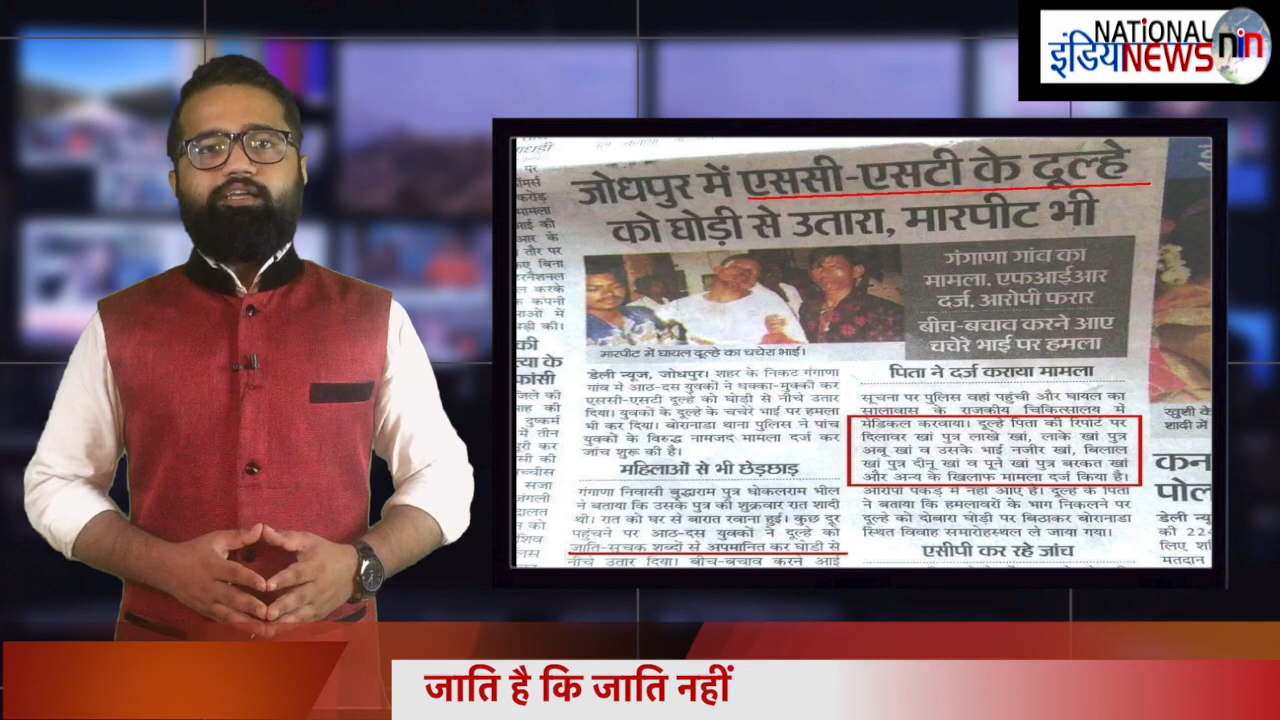 NATIONAL
इंडिया NEWS nin
जोधपुर में एससी-एसटी के दूल्हे
को घोड़ी से उतारा, मारपीट भी
गंगाणा गांव का
मामला. एफआईआर
दर्ज, आरोपी फरार
बीच-बचाव करने आए
चचेरे भाई पर हमला
मारपीट में घायल दूल्हे का चचेरा भाई।
डेली न्यूज, जोधपुर। शहर के निकट गंगाणा
गांव में आठ-दस युवकों ने धक्का-मुक्की कर
एससी-एसटी दूल्हे को घोड़ी से नीचे उतार
दिया। युवकों के दूल्हे के चचेरे भाई पर हमला
भी कर दिया। बोरानाडा थाना पुलिस ने पांच
युवकों के विरुद्ध नामजद मामला दर्ज कर
जांच शुरू की है।
महिलाओं से भी छेड़छाड़
गंगाणा निवासी बुद्धाराम पुत्र धोकलराम भील
ने बताया कि उसके पुत्र की शुक्रवार रात शादी
थी। रात को घर से बारात रवाना हुई। कुछ दूर
पहुंचने पर आठ-दस युवकों ने दूल्हे को
जाति-सूचक शब्दों से अपमानित कर घोड़ी से
नीचे उतार दिया। बीच-बचाव करने आई
पिता ने दर्ज कराया मामला
सूचना पर पुलिस वहां पहुंची और घायल का
सालावास के राजकीय चिकित्सालय में
मेडिकल करवाया। दूल्हे पिता की रिपोर्ट पर
दिलावर खां पुत्र लाखे खां, लाके खां पुत्र
अबू खां व उसके भाई नजीर खां, बिलाल
खां पुत्र दीनू खां व पूने खां पुत्र बरकत खां
और अन्य के खिलाफ मामला दर्ज किया है।
आरोपी पकड़ में नहीं आए हैं। दूल्हे के पिता
ने बताया कि हमलावरों के भाग निकलने पर
दूल्हे को दोबारा घोड़ी पर बिठाकर बोरानाडा
स्थित विवाह समारोहस्थल ले जाया गया।
एसीपी कर रहे जांच
खुशी के
शादी में
कन
पोल
डेली न्यू
की 224
लिए शां
मतदान
जाति है कि जाति नहीं